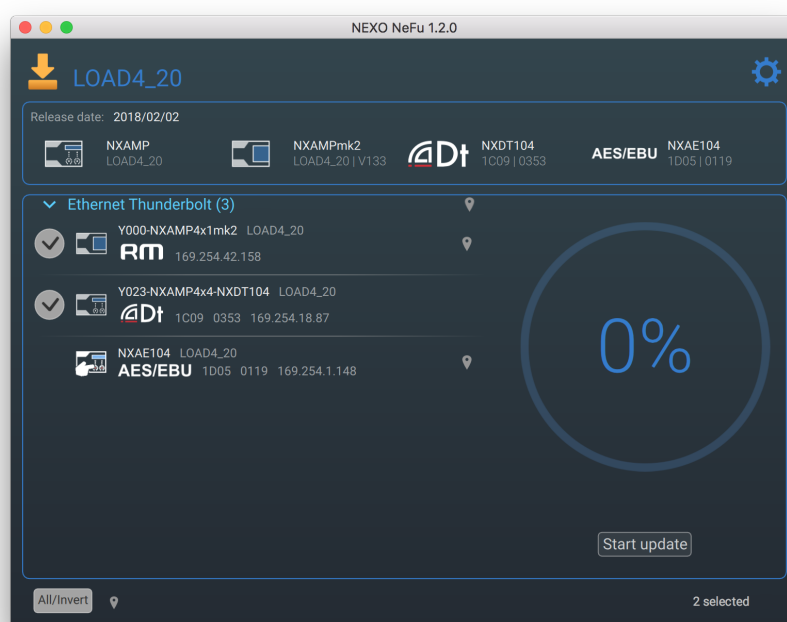 NEXO NeFu 1.2.0
LOAD4_20
Release date: 2018/02/02
NXAMP
LOAD4_20
NXAMPmk2
LOAD4_20 | V133
Dt
NXDT104
1C09 | 0353
AES/EBU
NXAE104
1D05 | 0119
Ethernet Thunderbolt (3)
Y000-NXAMP4x1mk2 LOAD4_20
RM 169.254.42.158
Y023-NXAMP4x4-NXDT104 LOAD4_20
Dt 1C09 0353 169.254.18.87
NXAE104 LOAD4_20
AES/EBU 1D05 0119 169.254.1.148
0%
Start update
All/Invert
2 selected